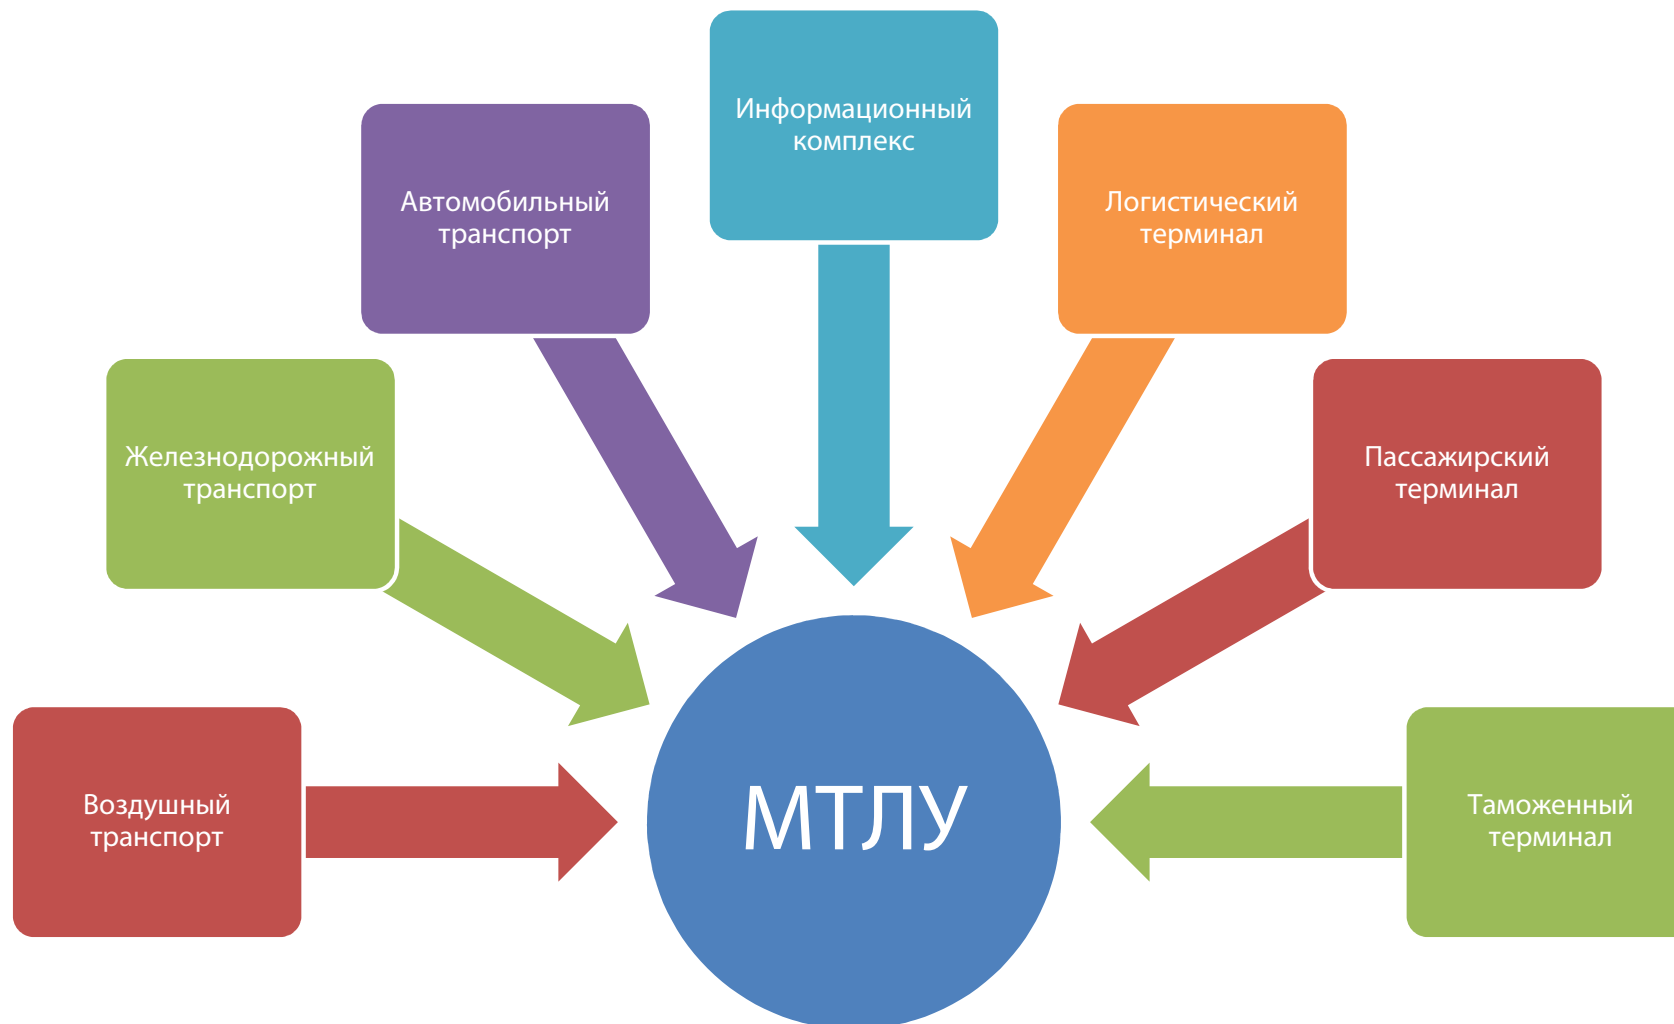 Информационный
комплекс
Автомобильный
транспорт
Логистический
терминал
Железнодорожный
транспорт
Пассажирский
терминал
Воздушный
транспорт
МТЛУ
Таможенный
терминал